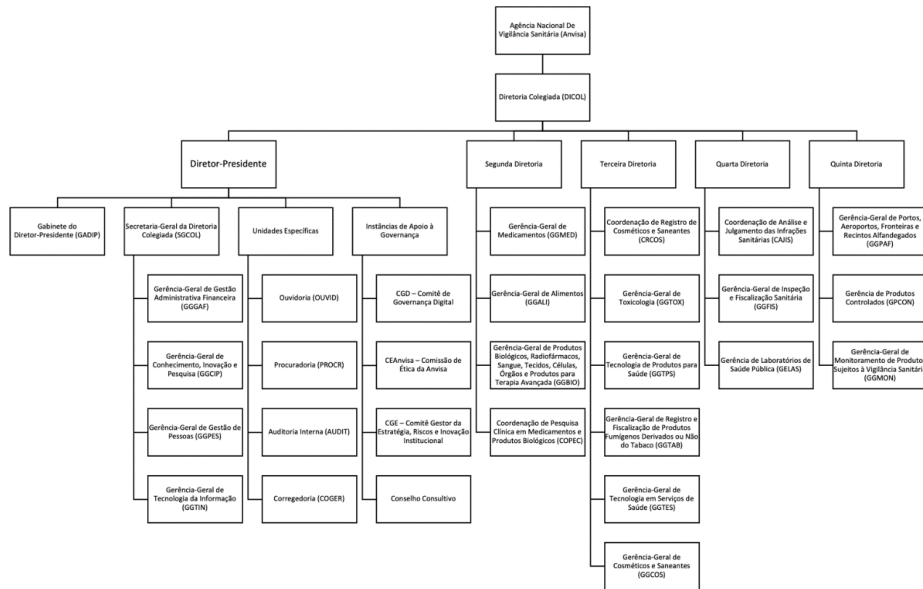 Agência Nacional De
Vigilância Sanitária (Anvisa)
Diretoria Colegiada (DICOL)
Diretor-Presidente
Segunda Diretoria
Terceira Diretoria
Quarta Diretoria
Quinta Diretoria
Gabinete do
Diretor-Presidente (GADIP)
Secretaria-Geral da Diretoria
Colegiada (SGCOL)
Unidades Específicas
Instâncias de Apoio à
Governança
Gerência-Geral de
Medicamentos (GGMED)
Coordenação de Registro de
Cosméticos e Saneantes
(CRCOS)
Coordenação de Análise e
Julgamento das Infrações
Sanitárias (CAJIS)
Gerência-Geral de Portos,
Aeroportos, Fronteiras e
Recintos Alfandegados
(GGPAF)
Gerência-Geral de Gestão
Administrativa Financeira
(GGGAF)
Ouvidoria (OUVID)
CGD – Comitê de
Governança Digital
Gerência-Geral de Alimentos
(GGALI)
Gerência-Geral de
Toxicologia (GGTOX)
Gerência-Geral de Inspeção
e Fiscalização Sanitária
(GGFIS)
Gerência de Produtos
Controlados (GPCON)
Gerência-Geral de
Conhecimento, Inovação e
Pesquisa (GGCIP)
Procuradoria (PROCR)
CEAnvisa – Comissão de
Ética da Anvisa
Gerência-Geral de Produtos
Biológicos, Radiofármacos,
Sangue, Tecidos, Células,
Órgãos e Produtos para
Terapia Avançada (GGBIO)
Gerência-Geral de
Tecnologia de Produtos para
Saúde (GGTPS)
Gerência de Laboratórios de
Saúde Pública (GELAS)
Gerência-Geral de
Monitoramento de Produtos
Sujeitos à Vigilância Sanitária
(GGMON)
Gerência-Geral de Gestão de
Pessoas (GGPES)
Auditoria Interna (AUDIT)
CGE – Comitê Gestor da
Estratégia, Riscos e Inovação
Institucional
Coordenação de Pesquisa
Clínica em Medicamentos e
Produtos Biológicos (COPEC)
Gerência-Geral de Registro e
Fiscalização de Produtos
Fumígenos Derivados ou Não
do Tabaco (GGTAB)
Gerência-Geral de
Tecnologia da Informação
(GGTIN)
Corregedoria (COGER)
Conselho Consultivo
Gerência-Geral de
Tecnologia em Serviços de
Saúde (GGTES)
Gerência-Geral de
Cosméticos e Saneantes
(GGCOS)